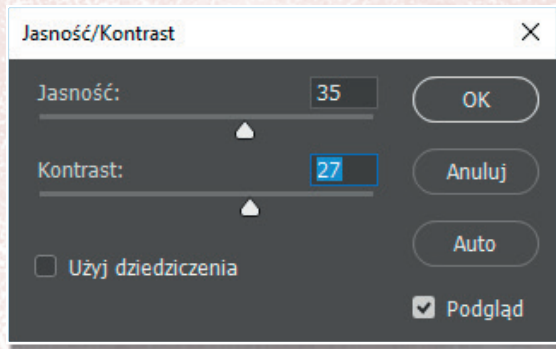 Jasność/Kontrast
Jasność: 35
OK
Kontrast: 27
Anuluj
Auto
Użyj dziedziczenia
Podgląd